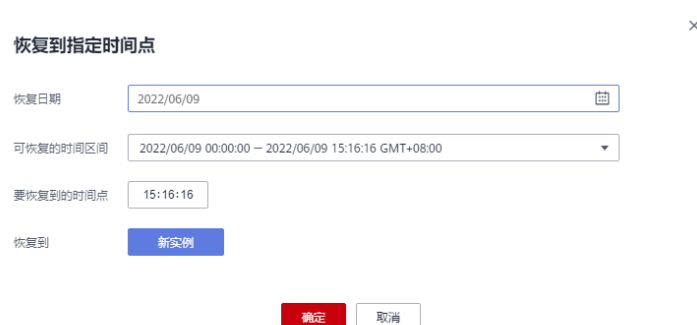 恢复到指定时间点
恢复日期 2022/06/09
可恢复的时间区间 2022/06/09 00:00:00 — 2022/06/09 15:16:16 GMT+08:00
要恢复到的时间点 15:16:16
恢复到 新实例
确定 取消